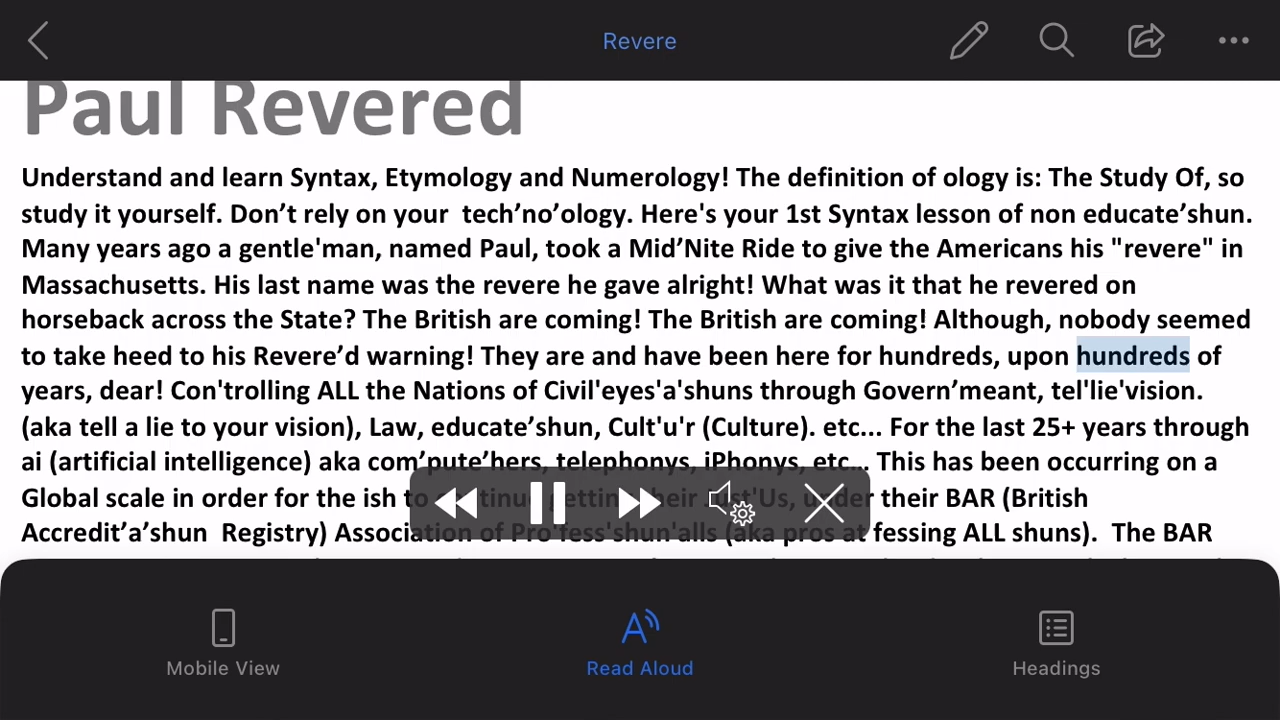 Revere
Paul Revered
Understand and learn Syntax, Etymology and Numerology! The definition of ology is: The Study Of, so
study it yourself. Don’t rely on your  tech’no’ology. Here's your 1st Syntax lesson of non educate’shun.
Many years ago a gentle'man, named Paul, took a Mid’Nite Ride to give the Americans his "revere" in
Massachusetts. His last name was the revere he gave alright! What was it that he revered on
horseback across the State? The British are coming! The British are coming! Although, nobody seemed
to take heed to his Revere’d warning! They are and have been here for hundreds, upon hundreds of
years, dear! Con'trolling ALL the Nations of Civil'eyes'a'shuns through Govern’meant, tel'lie'vision.
(aka tell a lie to your vision), Law, educate’shun, Cult'u'r (Culture). etc... For the last 25+ years through
ai (artificial intelligence) aka com’pute’hers, telephonys, iPhonys, etc... This has been occurring on a
Global scale in order for the ish to continue getting their Just'Us, under their BAR (British
Accredit’a’shun  Registry) Association of Pro'fess'shun'alls (aka pros at fessing ALL shuns).  The BAR
Mobile View
Read Aloud
Headings